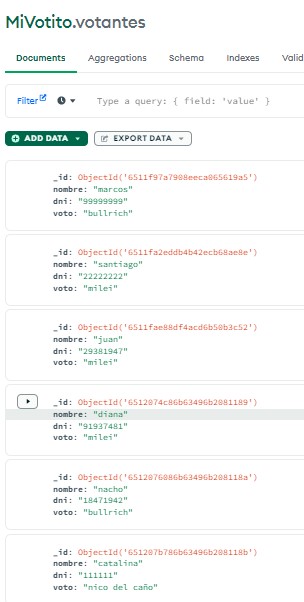 MiVotito.votantes
Documents Aggregations Schema Indexes Valid
Filter Type a query: { field: 'value' }
ADD DATA EXPORT DATA
_id: ObjectId('6511f97a7908eeca065619a5')
nombre: "marcos"
dni: "99999999"
voto: "bullrich"
_id: ObjectId('6511fa2eddb4b42ecb68ae8e')
nombre: "santiago"
dni: "22222222"
voto: "milei"
_id: ObjectId('6511fae88df4acd6b50b3c52')
nombre: "juan"
dni: "29381947"
voto: "milei"
_id: ObjectId('6512074c86b63496b2081189')
nombre: "diana"
dni: "91937481"
voto: "milei"
_id: ObjectId('6512076086b63496b208118a')
nombre: "nacho"
dni: "18471942"
voto: "bullrich"
_id: ObjectId('651207b786b63496b208118b')
nombre: "catalina"
dni: "111111"
voto: "nico del caño"